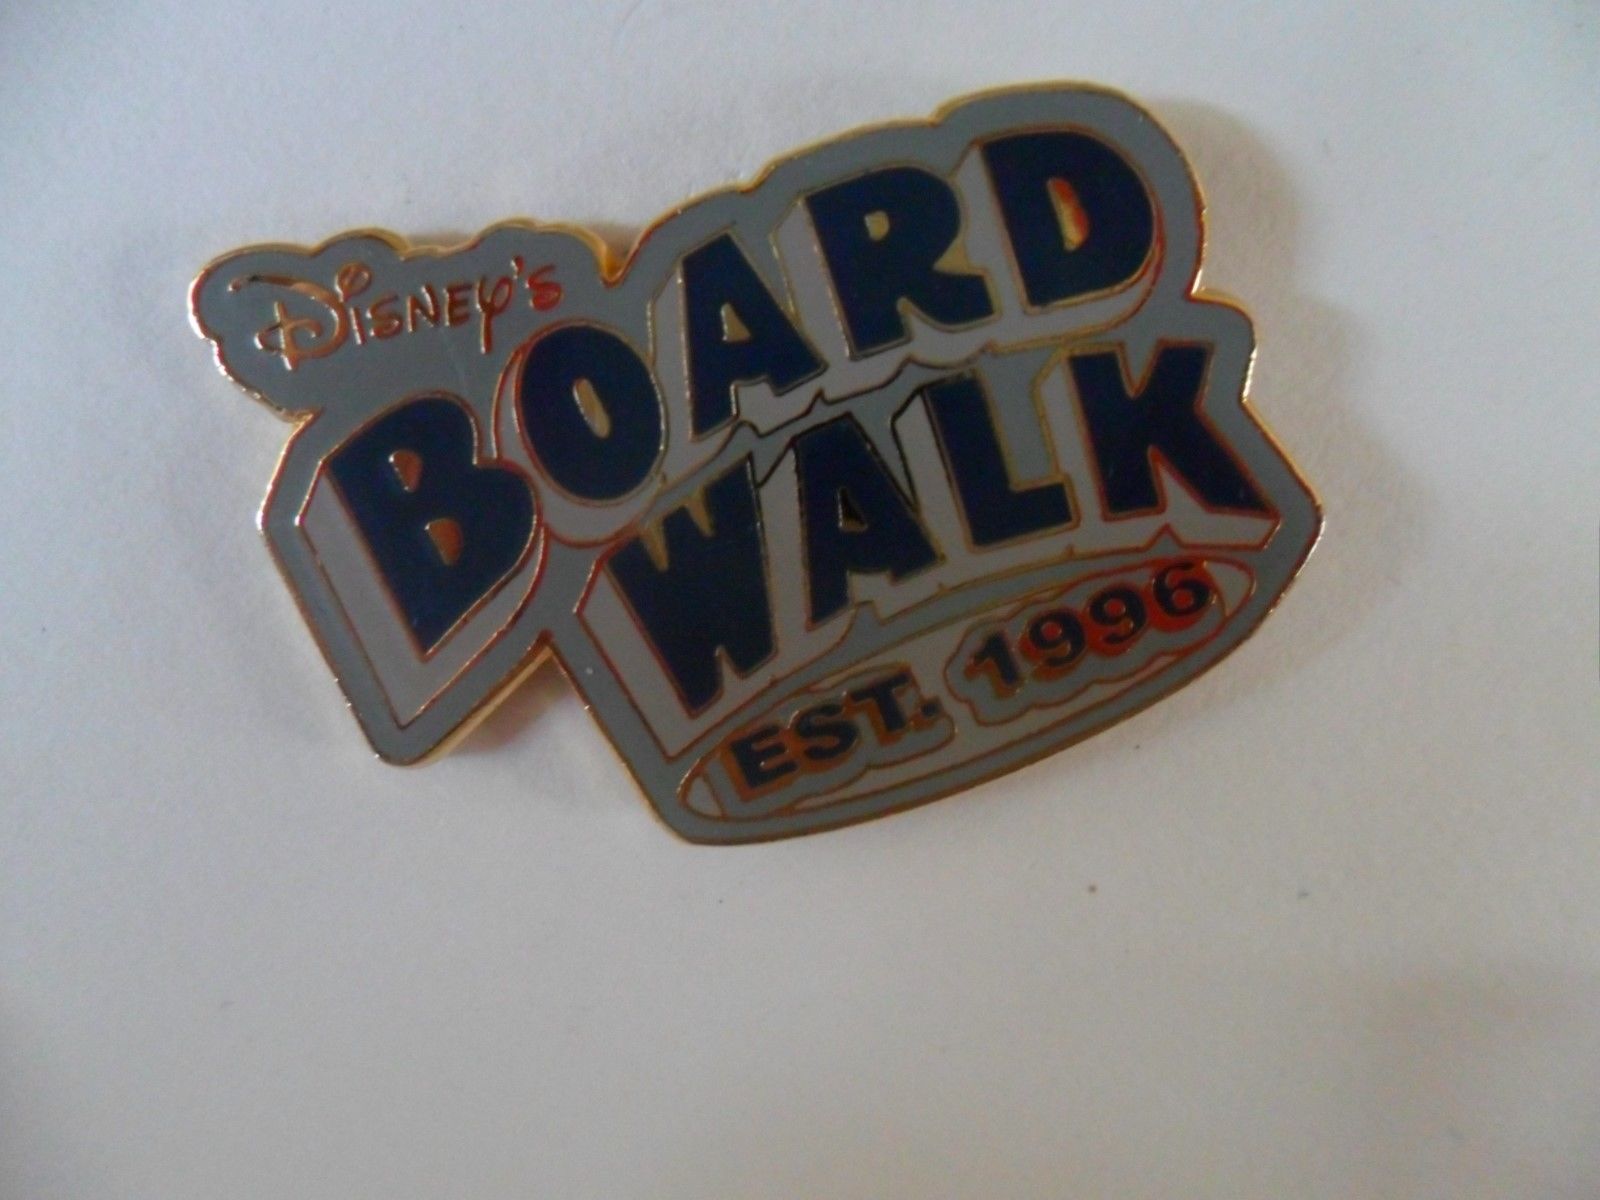 DISNEY'S
BOARD
WALK
EST. 1996